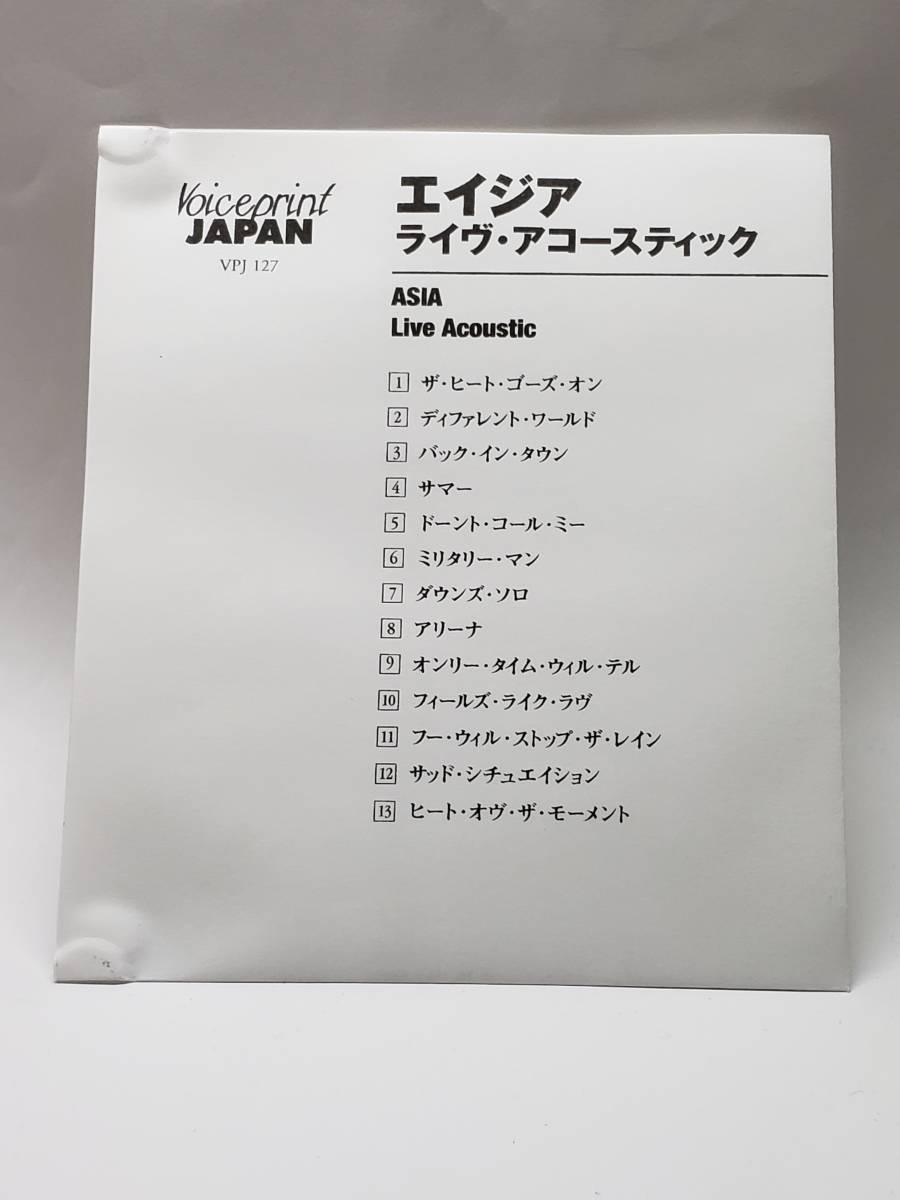 Voiceprint
JAPAN
VPJ 127
エイジア
ライヴ・アコースティック
ASIA
Live Acoustic
1 ザ・ヒート・ゴーズ・オン
2 ディファレント・ワールド
3 バック・イン・タウン
4 サマー
5 ドーント・コール・ミー
6 ミリタリー・マン
7 ダウンズ・ソロ
8 アリーナ
9 オンリー・タイム・ウィル・テル
10 フィールズ・ライク・ラヴ
11 フー・ウィル・ストップ・ザ・レイン
12 サッド・シチュエイション
13 ヒート・オヴ・ザ・モーメント